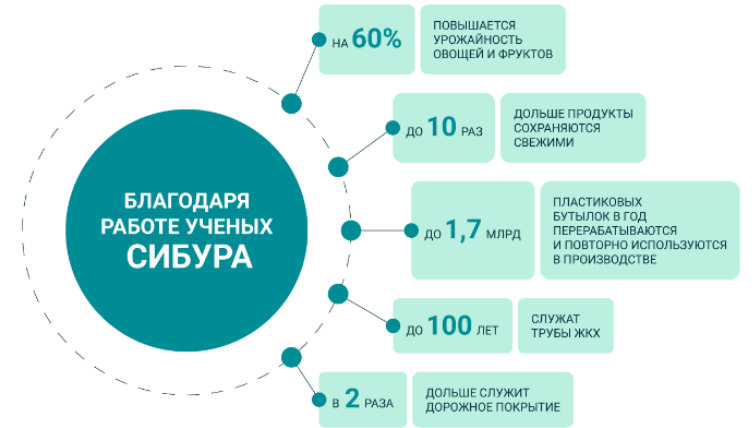 БЛАГОДАРЯ
РАБОТЕ УЧЕНЫХ
СИБУРА
НА 60%
ПОВЫШАЕТСЯ
УРОЖАЙНОСТЬ
ОВОЩЕЙ И ФРУКТОВ
ДО 10 РАЗ
ДОЛЬШЕ ПРОДУКТЫ
СОХРАНЯЮТСЯ
СВЕЖИМИ
ДО 1,7 МЛРД
ПЛАСТИКОВЫХ
БУТЫЛОК В ГОД
ПЕРЕРАБАТЫВАЮТСЯ
И ПОВТОРНО ИСПОЛЬЗУЮТСЯ
В ПРОИЗВОДСТВЕ
ДО 100 ЛЕТ
СЛУЖАТ
ТРУБЫ ЖКХ
В 2 РАЗА
ДОЛЬШЕ СЛУЖИТ
ДОРОЖНОЕ ПОКРЫТИЕ